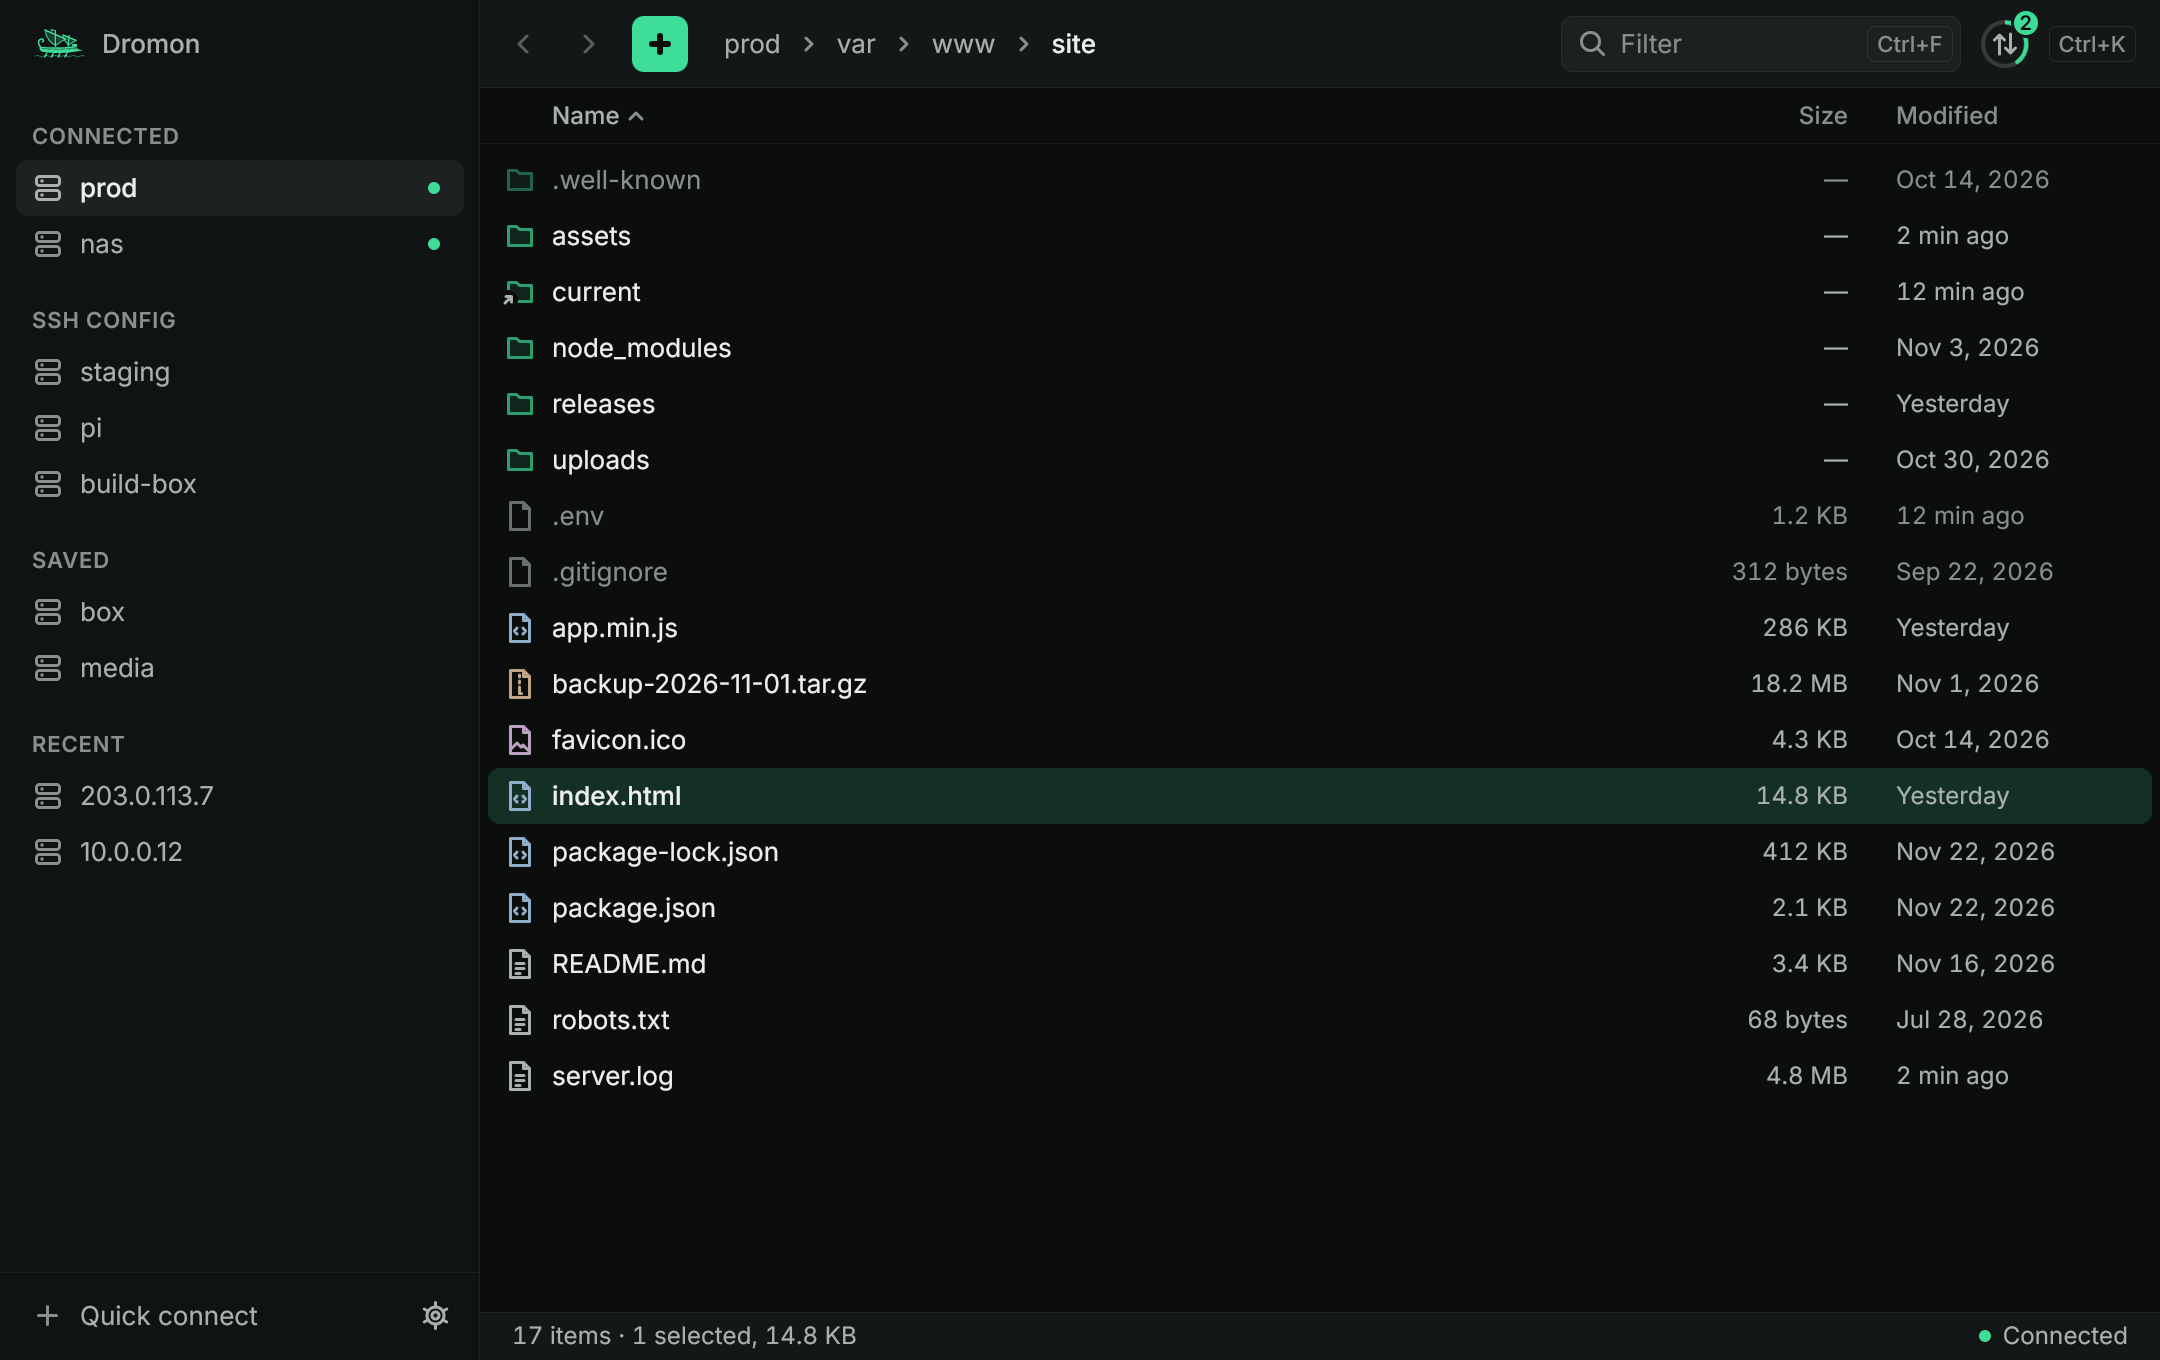 Dromon
CONNECTED
prod
nas
SSH CONFIG
staging
pi
build-box
SAVED
box
media
RECENT
203.0.113.7
10.0.0.12
Quick connect
prod › var › www › site
Filter Ctrl+F
2
Ctrl+K
Name Size Modified
.well-known — Oct 14, 2026
assets — 2 min ago
current — 12 min ago
node_modules — Nov 3, 2026
releases — Yesterday
uploads — Oct 30, 2026
.env 1.2 KB 12 min ago
.gitignore 312 bytes Sep 22, 2026
app.min.js 286 KB Yesterday
backup-2026-11-01.tar.gz 18.2 MB Nov 1, 2026
favicon.ico 4.3 KB Oct 14, 2026
index.html 14.8 KB Yesterday
package-lock.json 412 KB Nov 22, 2026
package.json 2.1 KB Nov 22, 2026
README.md 3.4 KB Nov 16, 2026
robots.txt 68 bytes Jul 28, 2026
server.log 4.8 MB 2 min ago
17 items · 1 selected, 14.8 KB
Connected